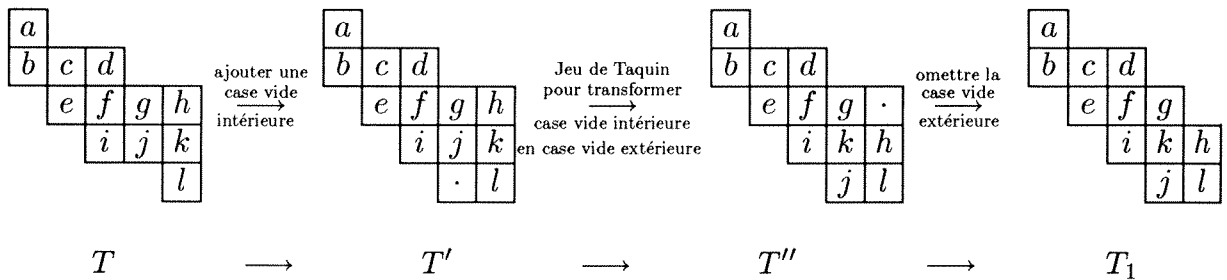 a a a a
b c d ajouter une case vide intérieure b c d Jeu de Taquin pour transformer case vide intérieure en case vide extérieure b c d omettre la case vide extérieure b c d
e f g h → e f g h → e f g · → e f g
i j k i j k i k h i k h
l · l j l j l
T → T′ → T″ → T₁